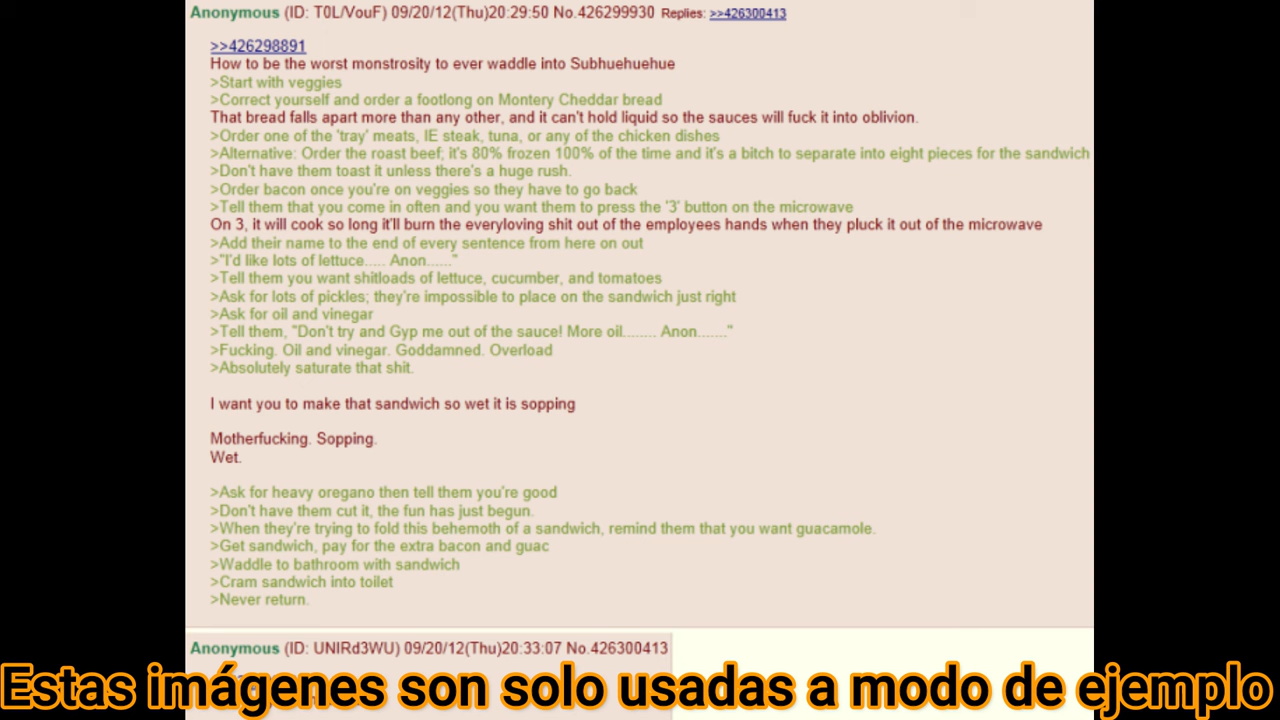 Anonymous (ID: T0L/VouF) 09/20/12(Thu)20:29:50 No.426299930 Replies: >>426300413
>>426298891
How to be the worst monstrosity to ever waddle into Subhuehuehue
>Start with veggies
>Correct yourself and order a footlong on Montery Cheddar bread
That bread falls apart more than any other, and it can't hold liquid so the sauces will fuck it into oblivion.
>Order one of the 'tray' meats, IE steak, tuna, or any of the chicken dishes
>Alternative: Order the roast beef; it's 80% frozen 100% of the time and it's a bitch to separate into eight pieces for the sandwich
>Don't have them toast it unless there's a huge rush.
>Order bacon once you're on veggies so they have to go back
>Tell them that you come in often and you want them to press the '3' button on the microwave
On 3, it will cook so long it'll burn the everyloving shit out of the employees hands when they pluck it out of the microwave
>Add their name to the end of every sentence from here on out
>"I'd like lots of lettuce..... Anon......"
>Tell them you want shitloads of lettuce, cucumber, and tomatoes
>Ask for lots of pickles; they're impossible to place on the sandwich just right
>Ask for oil and vinegar
>Tell them, "Don't try and Gyp me out of the sauce! More oil........ Anon......."
>Fucking. Oil and vinegar. Goddamned. Overload
>Absolutely saturate that shit.
I want you to make that sandwich so wet it is sopping
Motherfucking. Sopping.
Wet.
>Ask for heavy oregano then tell them you're good
>Don't have them cut it, the fun has just begun.
>When they're trying to fold this behemoth of a sandwich, remind them that you want guacamole.
>Get sandwich, pay for the extra bacon and guac
>Waddle to bathroom with sandwich
>Cram sandwich into toilet
>Never return.
Anonymous (ID: UNIRd3WU) 09/20/12(Thu)20:33:07 No.426300413
Estas imágenes son solo usadas a modo de ejemplo